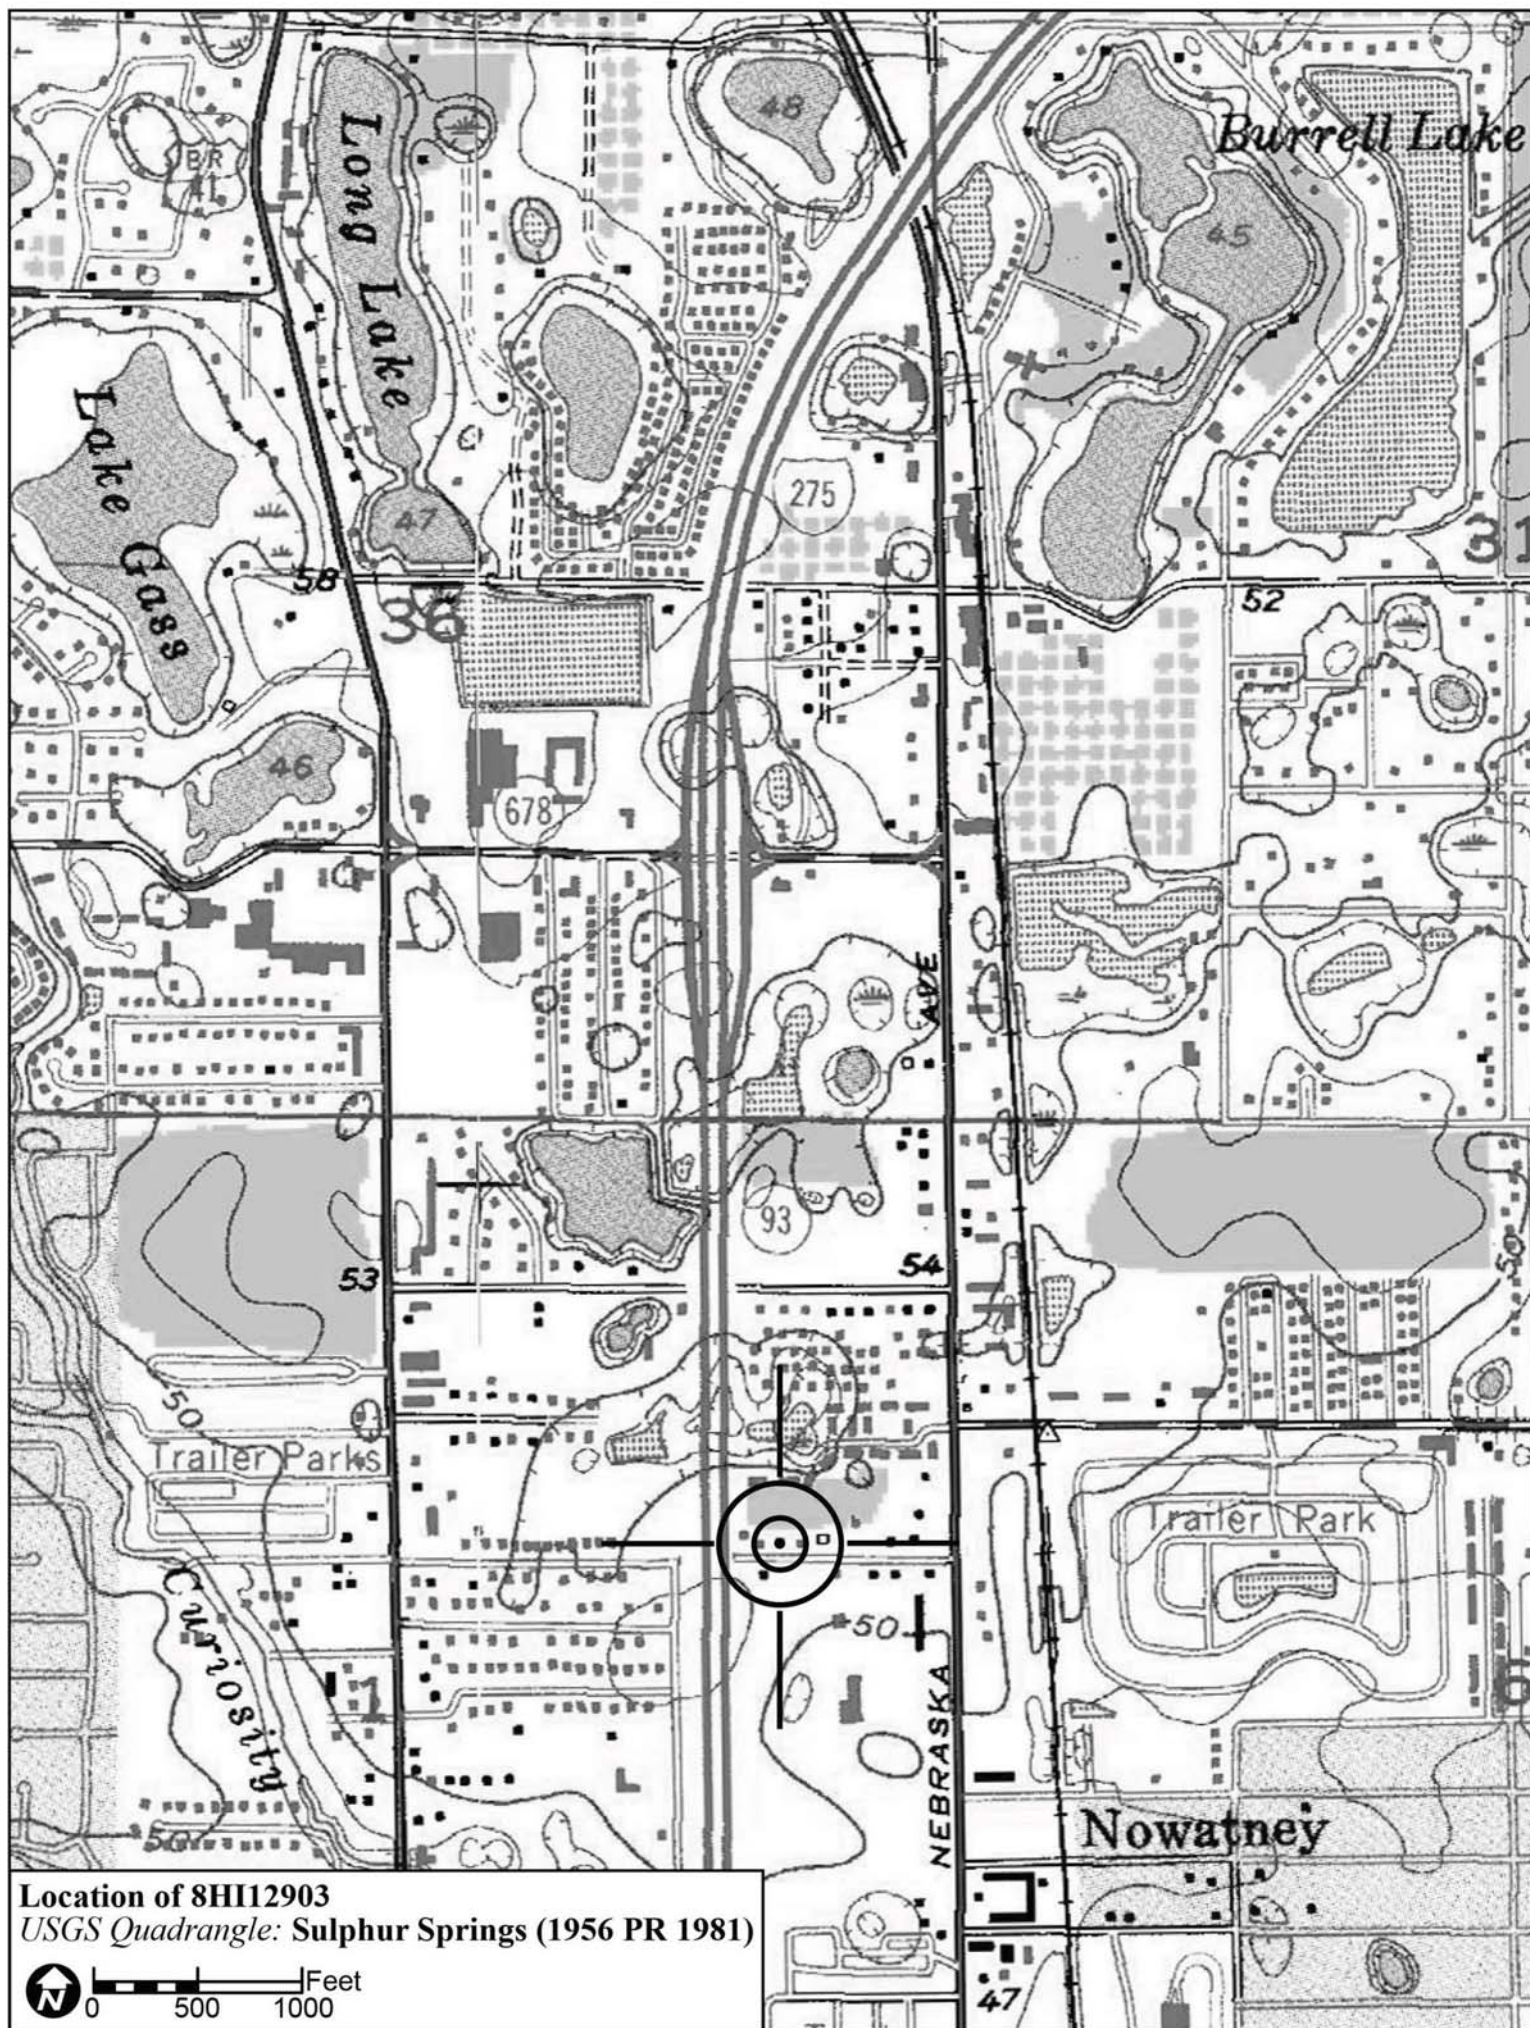 48
Burrell Lake
BR
41
Long Lake
45
Lake Gass
275
47
31
58
36
52
46
678
AVE
93
53
54
50
50
Trailer Parks
Trailer Park
50
Curiosity
1
NEBRASKA
Nowatney
50
47
Location of 8HI12903
USGS Quadrangle: Sulphur Springs (1956 PR 1981)
N
Feet
0 500 1000